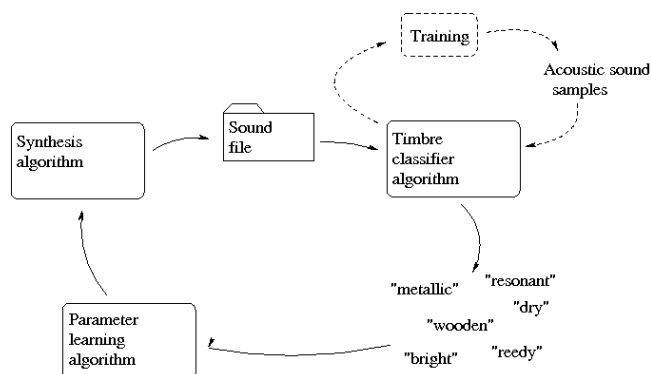 Training
Acoustic sound
samples
Synthesis
algorithm
Sound
file
Timbre
classifier
algorithm
"metallic"
"resonant"
"dry"
"wooden"
"bright"
"reedy"
Parameter
learning
algorithm